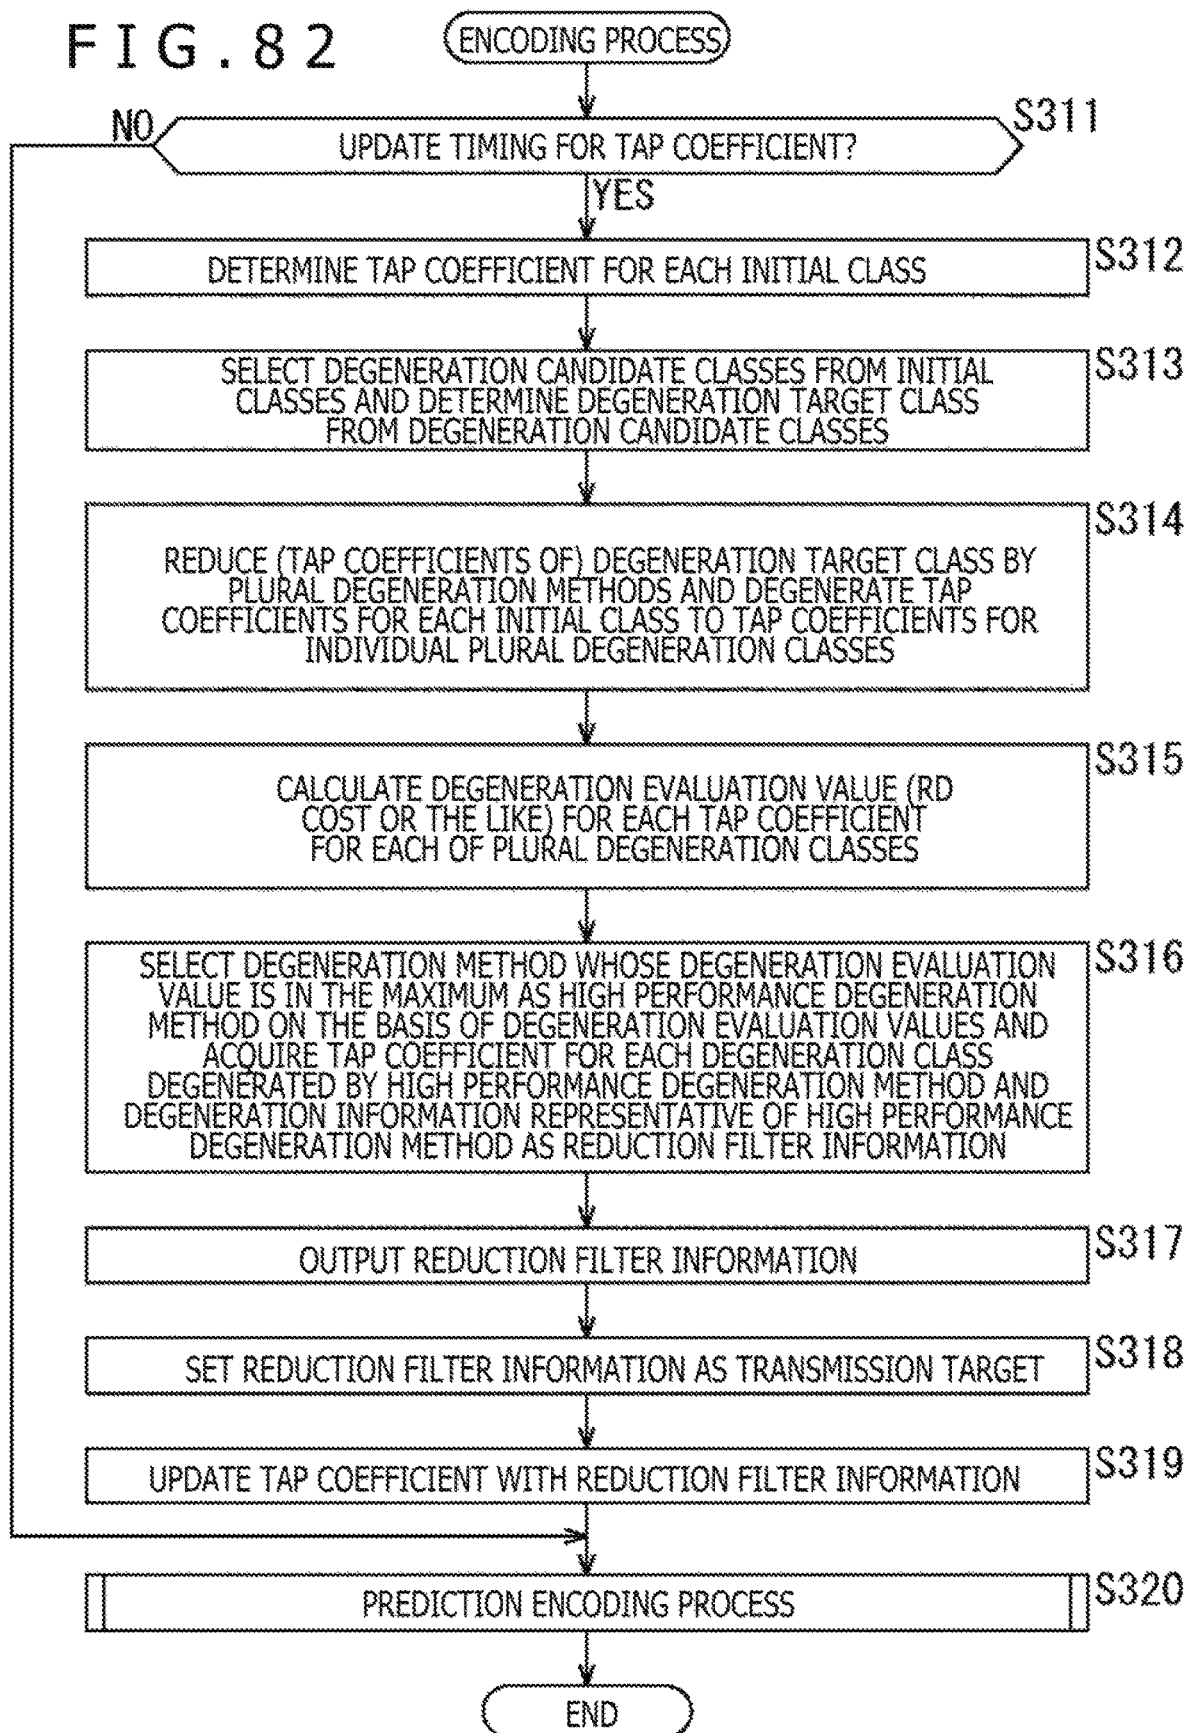 FIG.82
ENCODING PROCESS
S311
NO
UPDATE TIMING FOR TAP COEFFICIENT?
YES
S312
DETERMINE TAP COEFFICIENT FOR EACH INITIAL CLASS
S313
SELECT DEGENERATION CANDIDATE CLASSES FROM INITIAL
CLASSES AND DETERMINE DEGENERATION TARGET CLASS
FROM DEGENERATION CANDIDATE CLASSES
S314
REDUCE (TAP COEFFICIENTS OF) DEGENERATION TARGET CLASS BY
PLURAL DEGENERATION METHODS AND DEGENERATE TAP
COEFFICIENTS FOR EACH INITIAL CLASS TO TAP COEFFICIENTS FOR
INDIVIDUAL PLURAL DEGENERATION CLASSES
S315
CALCULATE DEGENERATION EVALUATION VALUE (RD
COST OR THE LIKE) FOR EACH TAP COEFFICIENT
FOR EACH OF PLURAL DEGENERATION CLASSES
S316
SELECT DEGENERATION METHOD WHOSE DEGENERATION EVALUATION
VALUE IS IN THE MAXIMUM AS HIGH PERFORMANCE DEGENERATION
METHOD ON THE BASIS OF DEGENERATION EVALUATION VALUES AND
ACQUIRE TAP COEFFICIENT FOR EACH DEGENERATION CLASS
DEGENERATED BY HIGH PERFORMANCE DEGENERATION METHOD AND
DEGENERATION INFORMATION REPRESENTATIVE OF HIGH PERFORMANCE
DEGENERATION METHOD AS REDUCTION FILTER INFORMATION
S317
OUTPUT REDUCTION FILTER INFORMATION
S318
SET REDUCTION FILTER INFORMATION AS TRANSMISSION TARGET
S319
UPDATE TAP COEFFICIENT WITH REDUCTION FILTER INFORMATION
S320
PREDICTION ENCODING PROCESS
END